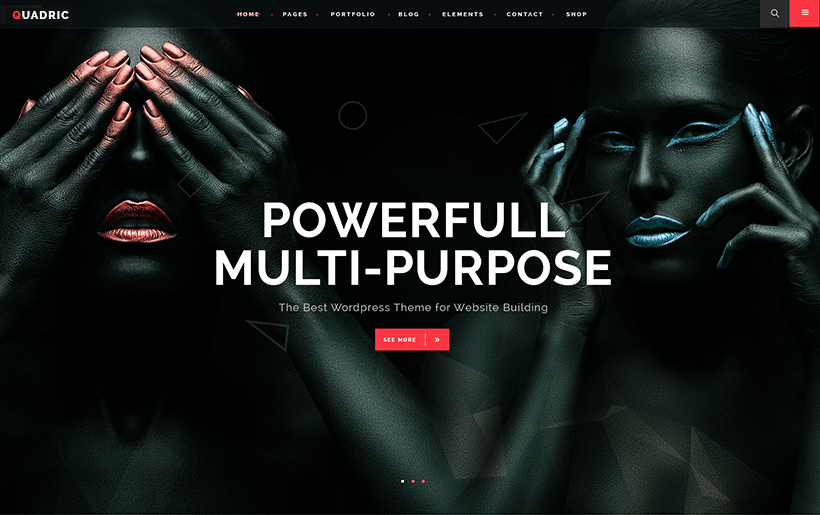 QUADRIC
HOME PAGES PORTFOLIO BLOG ELEMENTS CONTACT SHOP
POWERFULL
MULTI-PURPOSE
The Best Wordpress Theme for Website Building
SEE MORE